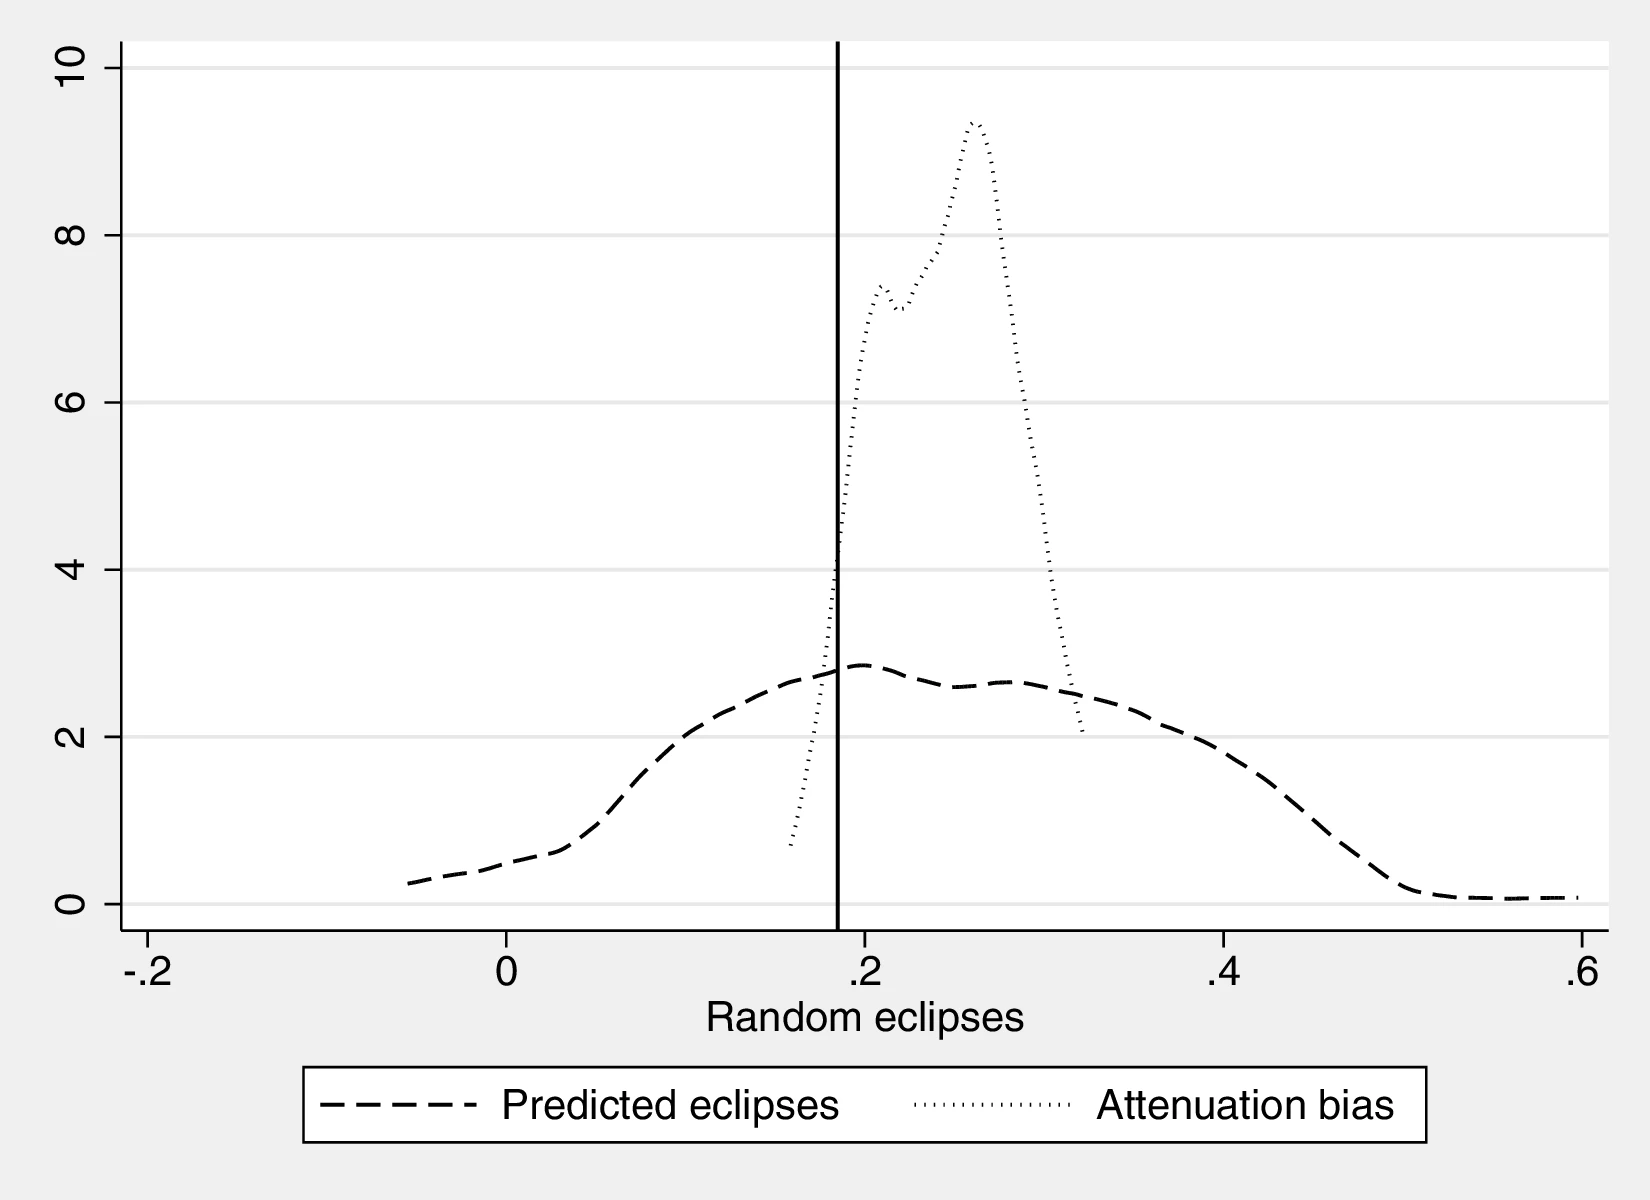 10
8
6
4
2
0
-.2 0 .2 .4 .6
Random eclipses
Predicted eclipses Attenuation bias